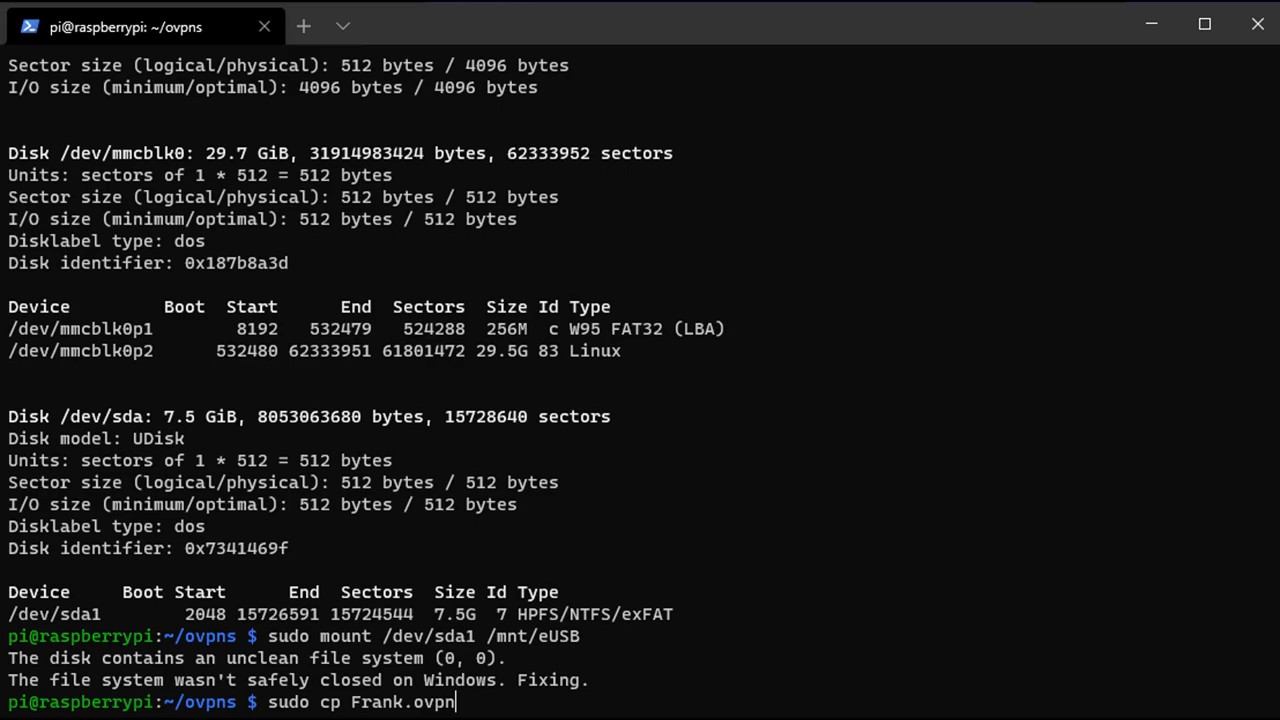 pi@raspberrypi: ~/ovpns
Sector size (logical/physical): 512 bytes / 4096 bytes
I/O size (minimum/optimal): 4096 bytes / 4096 bytes
Disk /dev/mmcblk0: 29.7 GiB, 31914983424 bytes, 62333952 sectors
Units: sectors of 1 * 512 = 512 bytes
Sector size (logical/physical): 512 bytes / 512 bytes
I/O size (minimum/optimal): 512 bytes / 512 bytes
Disklabel type: dos
Disk identifier: 0x187b8a3d
Device         Boot  Start      End  Sectors  Size Id Type
/dev/mmcblk0p1        8192   532479   524288  256M  c W95 FAT32 (LBA)
/dev/mmcblk0p2      532480 62333951 61801472 29.5G 83 Linux
Disk /dev/sda: 7.5 GiB, 8053063680 bytes, 15728640 sectors
Disk model: UDisk
Units: sectors of 1 * 512 = 512 bytes
Sector size (logical/physical): 512 bytes / 512 bytes
I/O size (minimum/optimal): 512 bytes / 512 bytes
Disklabel type: dos
Disk identifier: 0x7341469f
Device     Boot Start      End  Sectors  Size Id Type
/dev/sda1        2048 15726591 15724544  7.5G  7 HPFS/NTFS/exFAT
pi@raspberrypi:~/ovpns $ sudo mount /dev/sda1 /mnt/eUSB
The disk contains an unclean file system (0, 0).
The file system wasn't safely closed on Windows. Fixing.
pi@raspberrypi:~/ovpns $ sudo cp Frank.ovpn